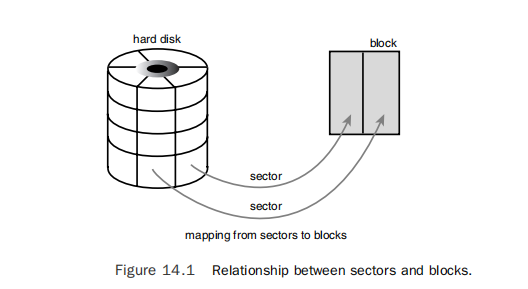 hard disk
block
sector
sector
mapping from sectors to blocks
Figure 14.1 Relationship between sectors and blocks.